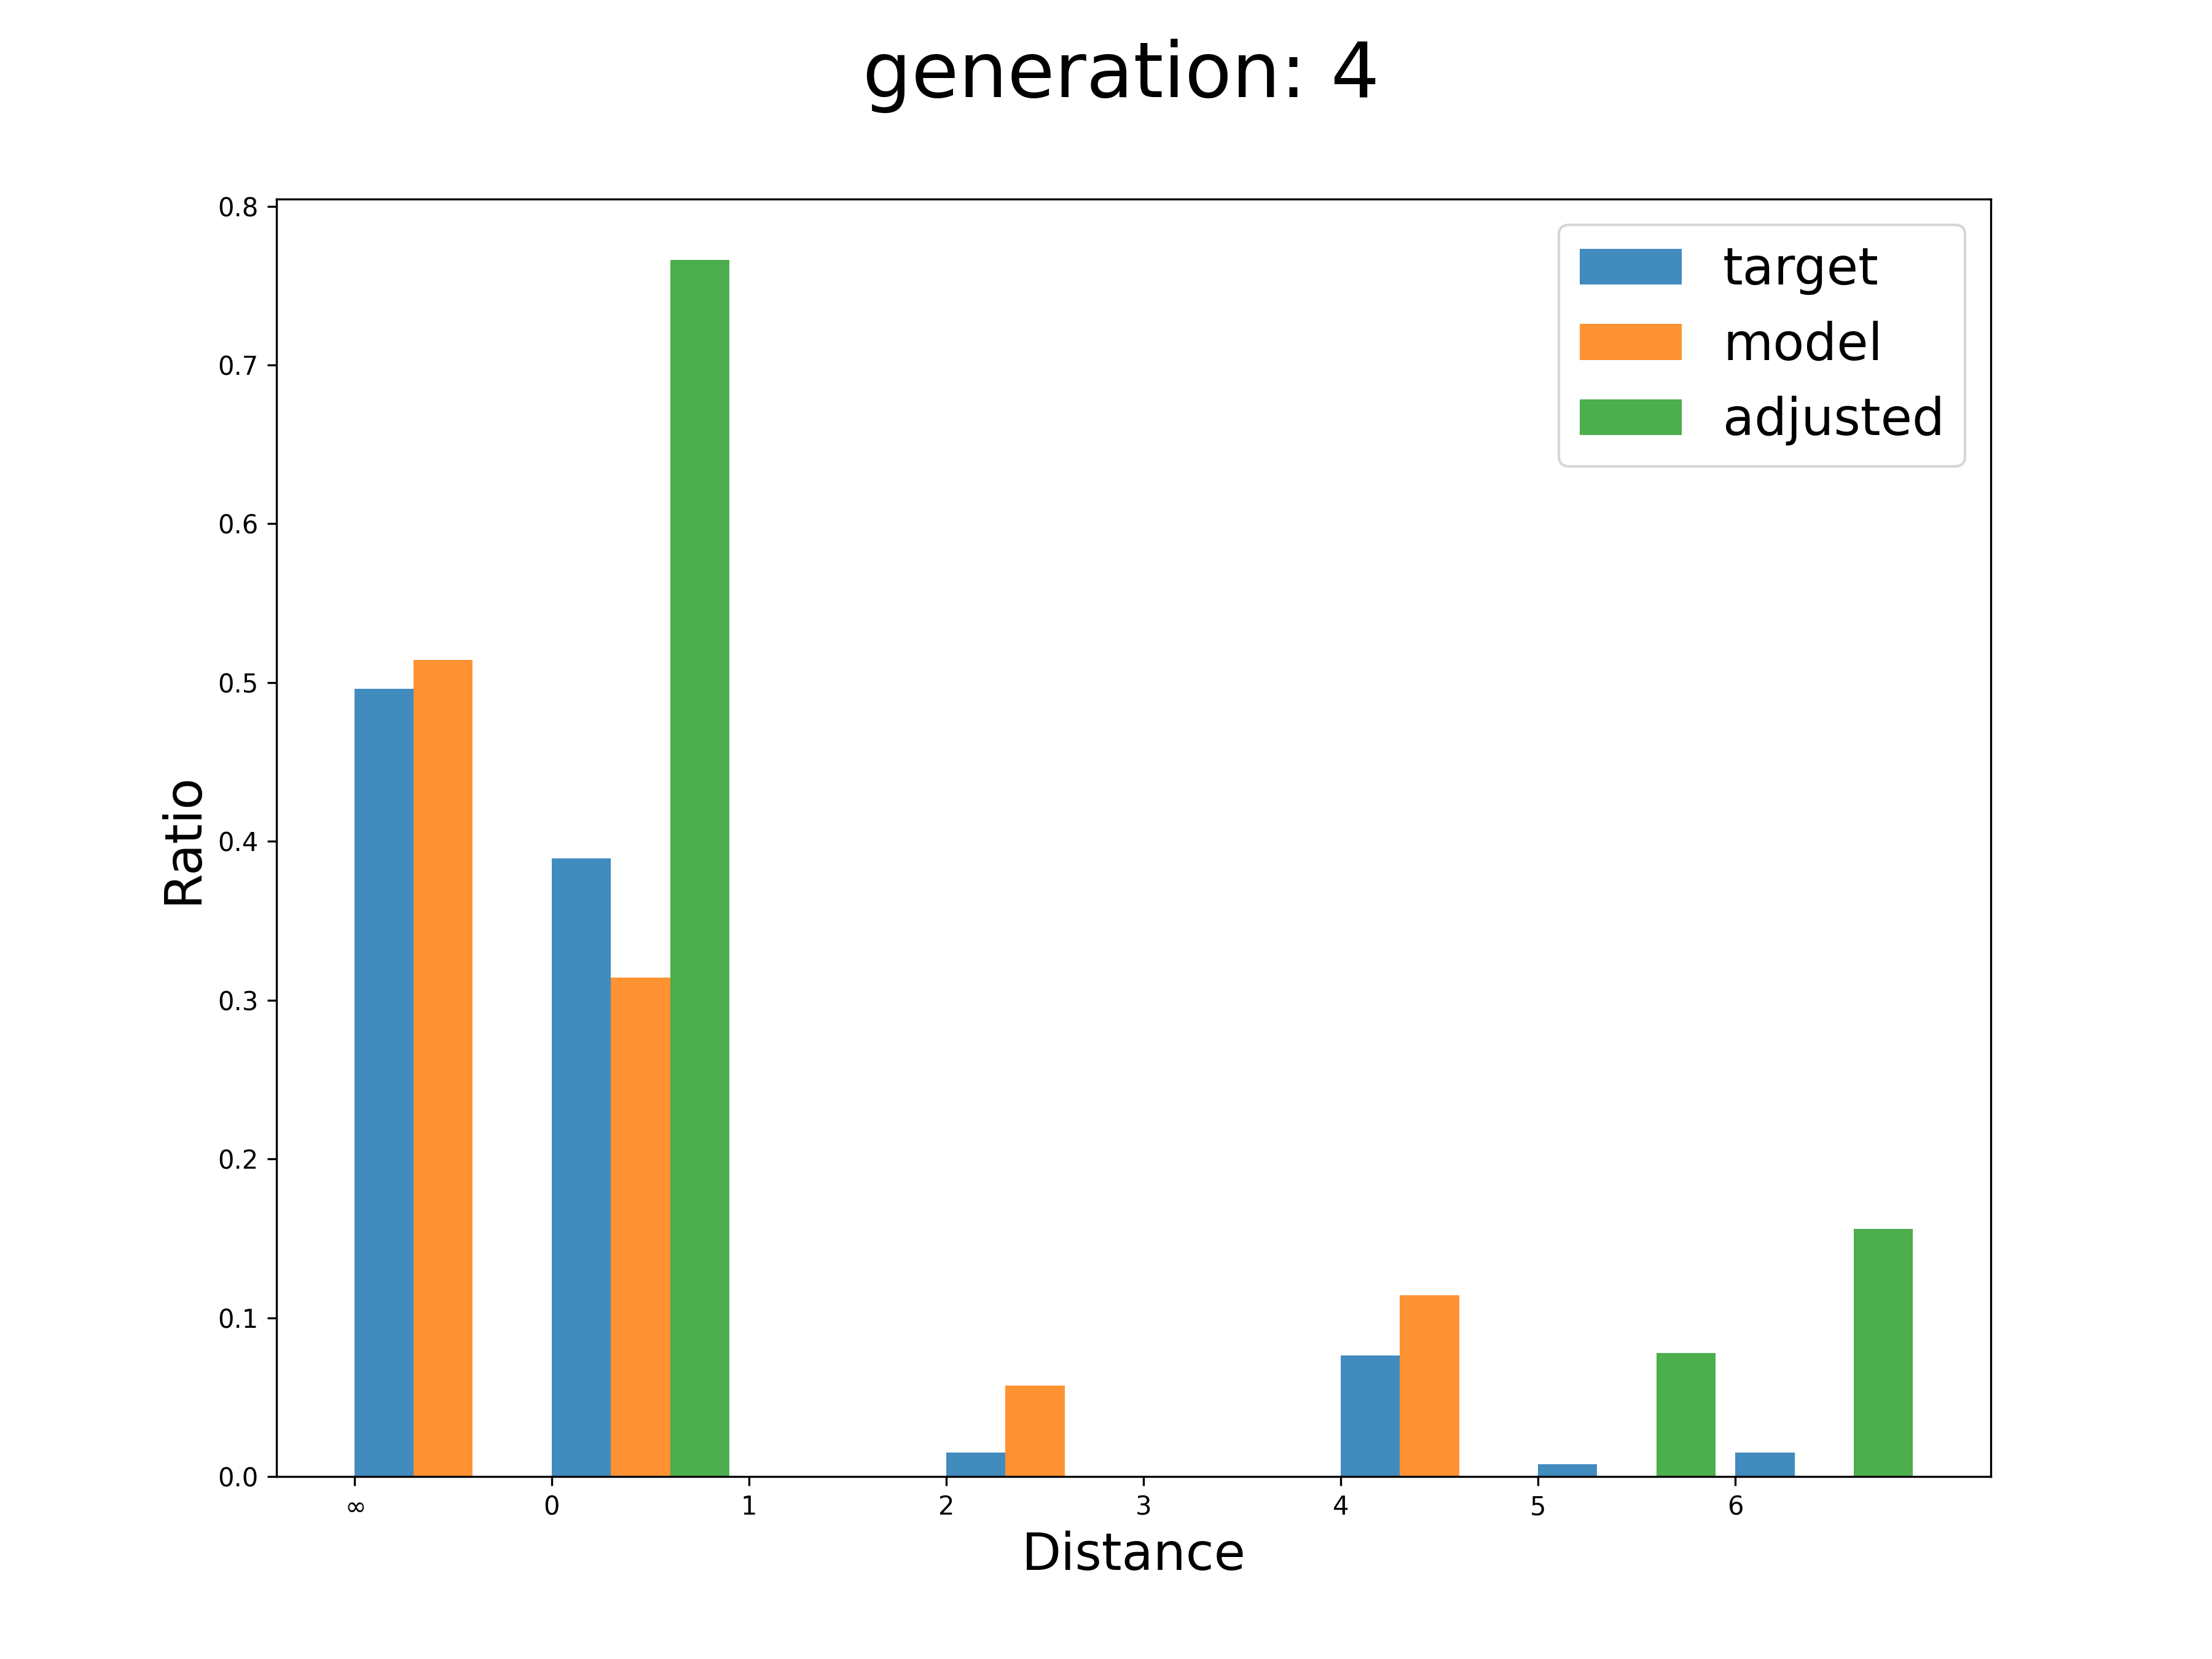 generation: 4
0.8
0.7
0.6
0.5
0.4
0.3
0.2
0.1
0.0
Ratio
target
model
adjusted
∞ 0 1 2 3 4 5 6
Distance